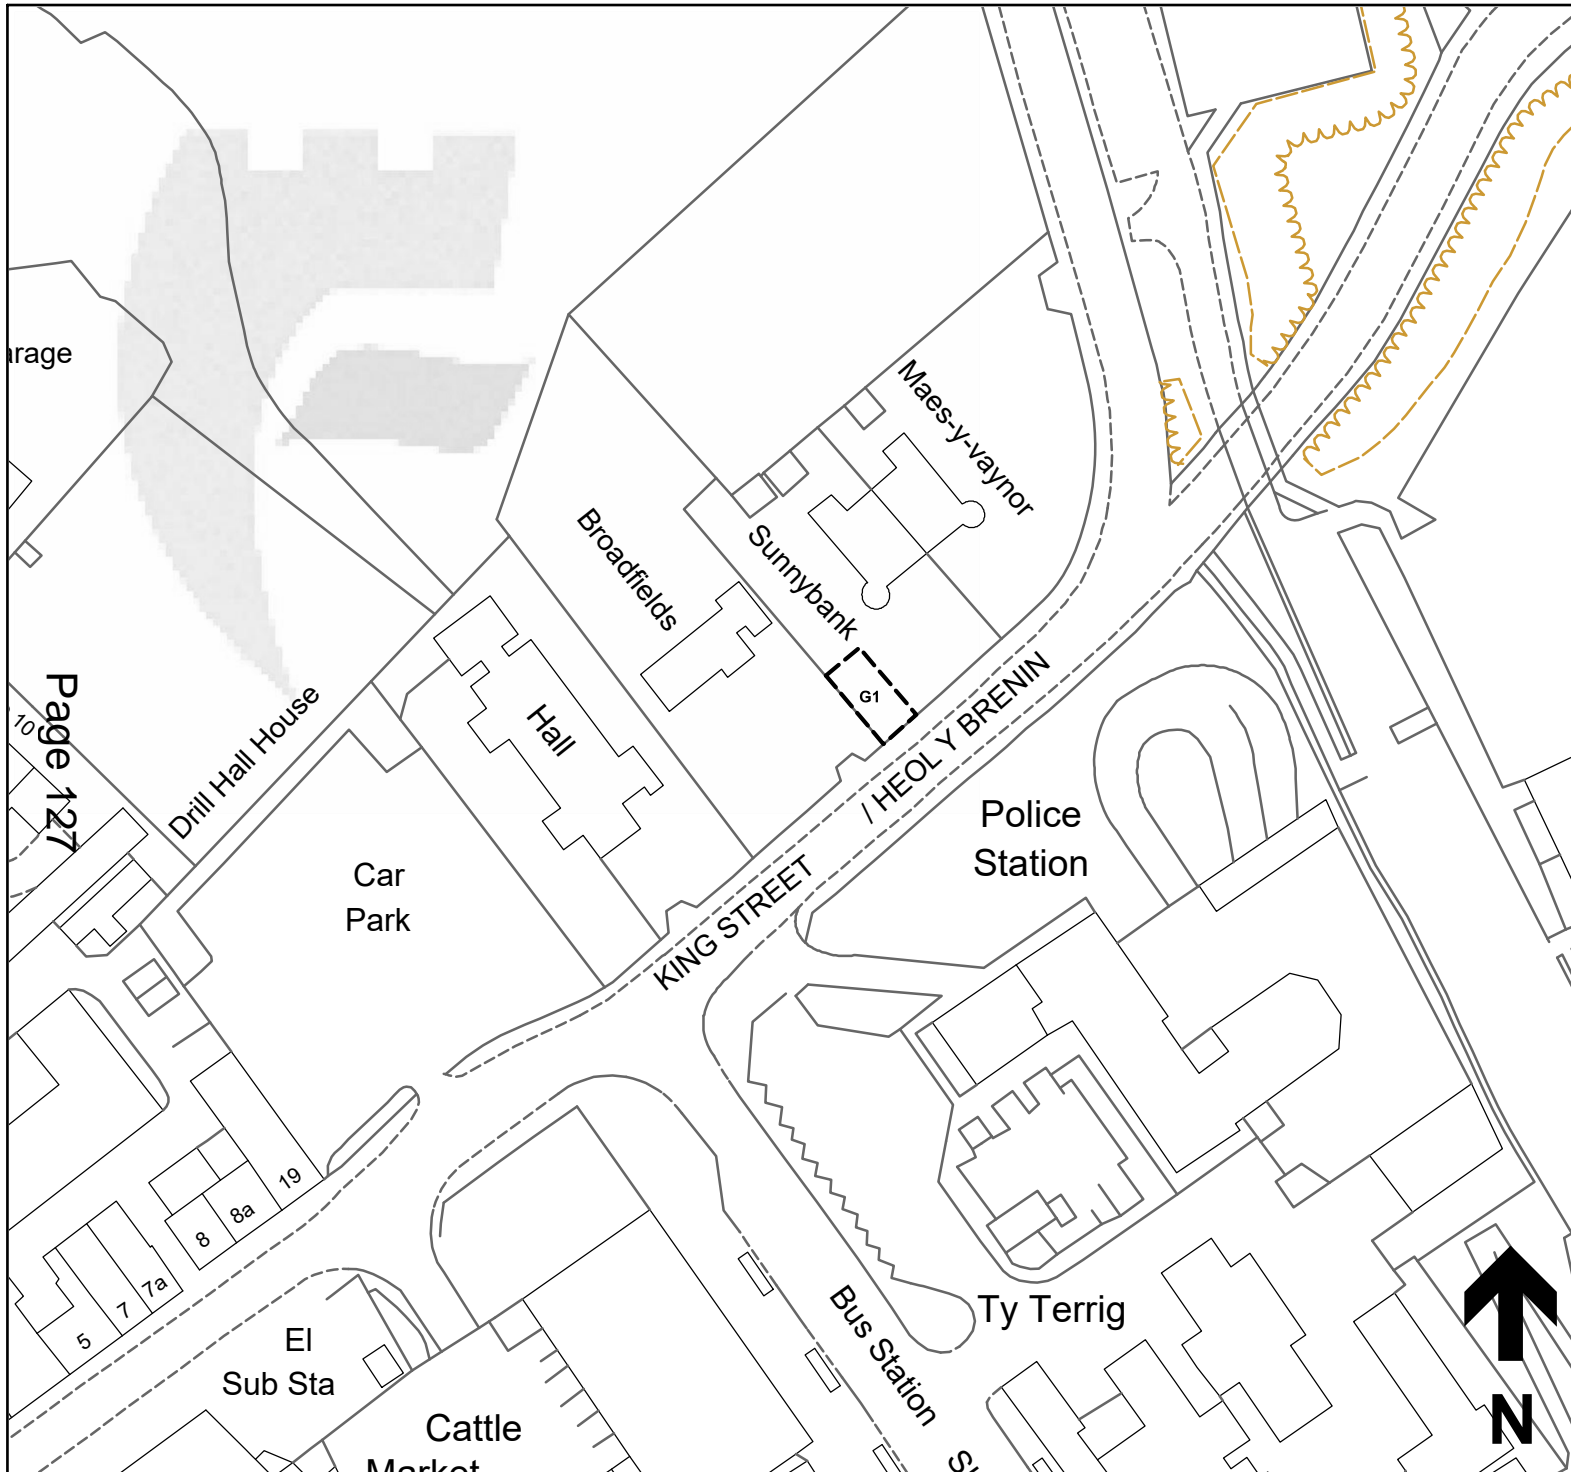 Maes-y-vaynor
Sunnybank
Broadfields
G1
Hall
Drill Hall House
Page 127
10
KING STREET
/ HEOL Y BRENIN
Police
Station
Car
Park
19
8a
8
7a
7
5
El
Sub Sta
Cattle
Market
Bus Station
Ty Terrig
N